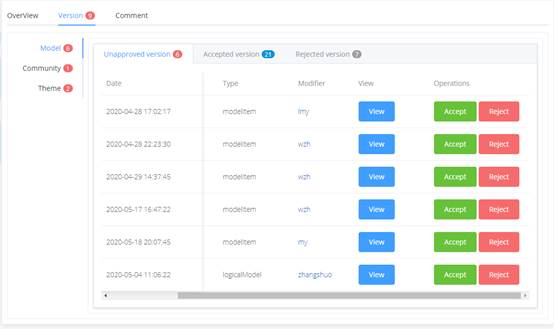 OverView Version 9 Comment
Model 6
Community 1
Theme 2
Unapproved version 6 Accepted version 21 Rejected version 7
Date Type Modifier View Operations
2020-04-28 17:02:17 modelItem lmy View Accept Reject
2020-04-28 22:23:30 modelItem wzh View Accept Reject
2020-04-29 14:37:45 modelItem wzh View Accept Reject
2020-05-17 16:47:22 modelItem wzh View Accept Reject
2020-05-18 20:07:45 modelItem my View Accept Reject
2020-05-04 11:06:22 logicalModel zhangshuo View Accept Reject